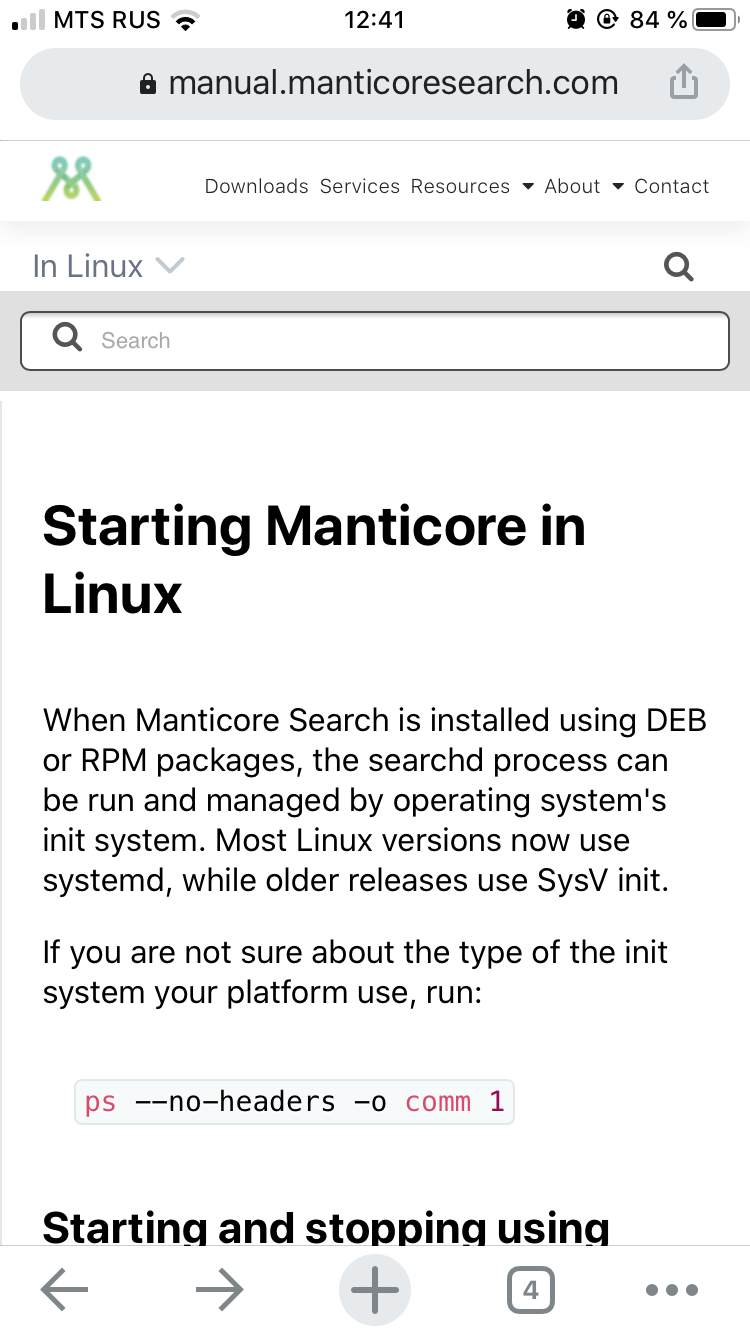 MTS RUS 12:41 84 %
manual.manticoresearch.com
Downloads Services Resources About Contact
In Linux
Search
Starting Manticore in
Linux
When Manticore Search is installed using DEB
or RPM packages, the searchd process can
be run and managed by operating system's
init system. Most Linux versions now use
systemd, while older releases use SysV init.
If you are not sure about the type of the init
system your platform use, run:
ps --no-headers -o comm 1
Starting and stopping using
4